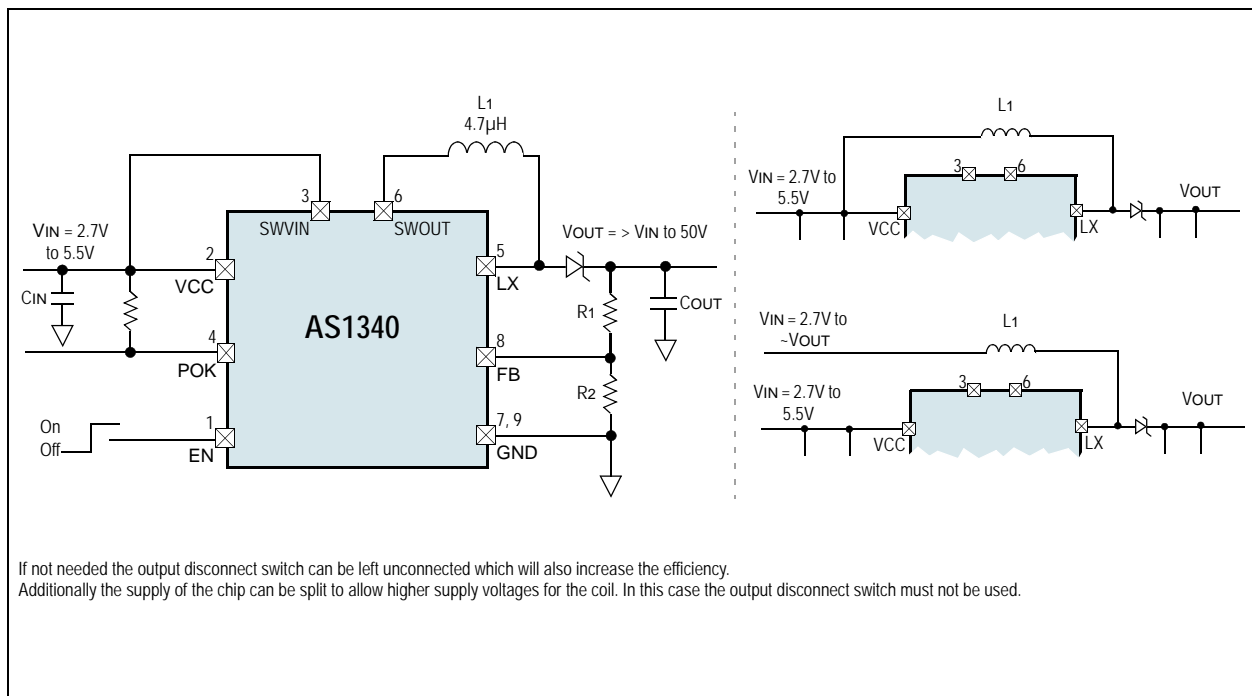 L1
4.7µH
3
6
SWVIN
SWOUT
VIN = 2.7V
to 5.5V
2
VCC
5
LX
VOUT = > VIN to 50V
CIN
R1
COUT
AS1340
4
POK
8
FB
R2
On
Off
1
EN
7, 9
GND
L1
3
6
VIN = 2.7V to
5.5V
VCC
LX
VOUT
VIN = 2.7V to
~VOUT
L1
3
6
VIN = 2.7V to
5.5V
VCC
LX
VOUT
If not needed the output disconnect switch can be left unconnected which will also increase the efficiency.
Additionally the supply of the chip can be split to allow higher supply voltages for the coil. In this case the output disconnect switch must not be used.